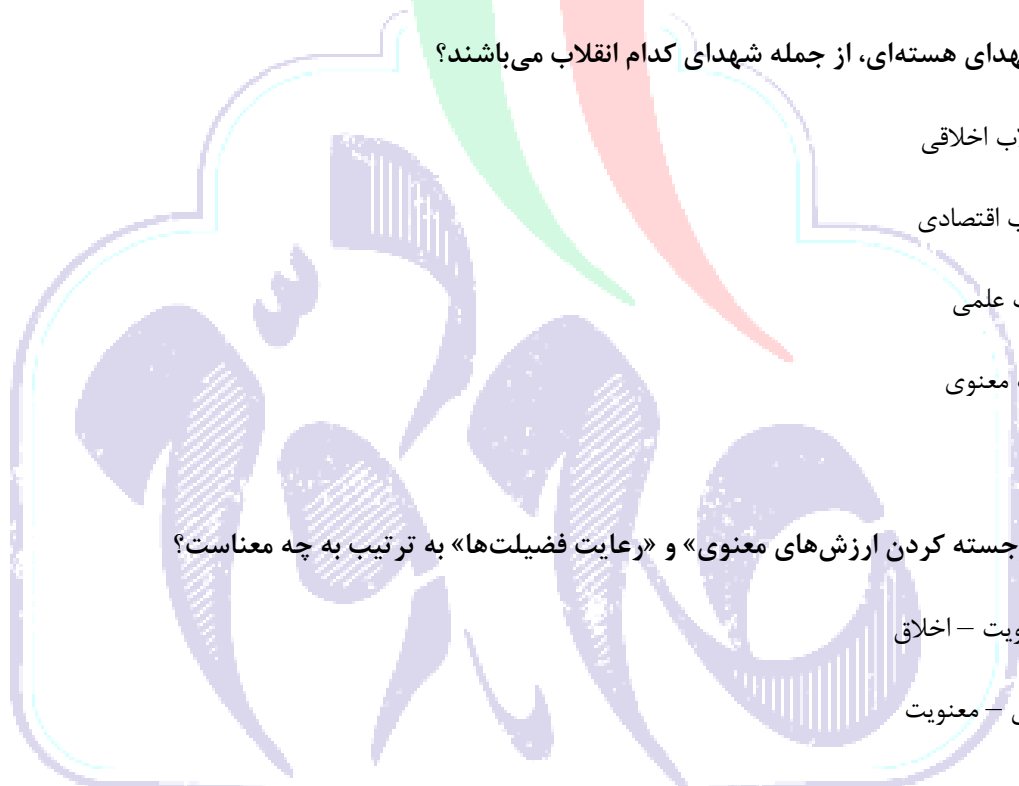 هدای هسته‌ای، از جمله شهدای کدام انقلاب می‌باشند؟
اخلاقی
اقتصادی
علمی
معنوی
جسته کردن ارزش‌های معنوی» و «رعایت فضیلت‌ها» به ترتیب به چه معناست؟
ویت – اخلاق
– معنویت